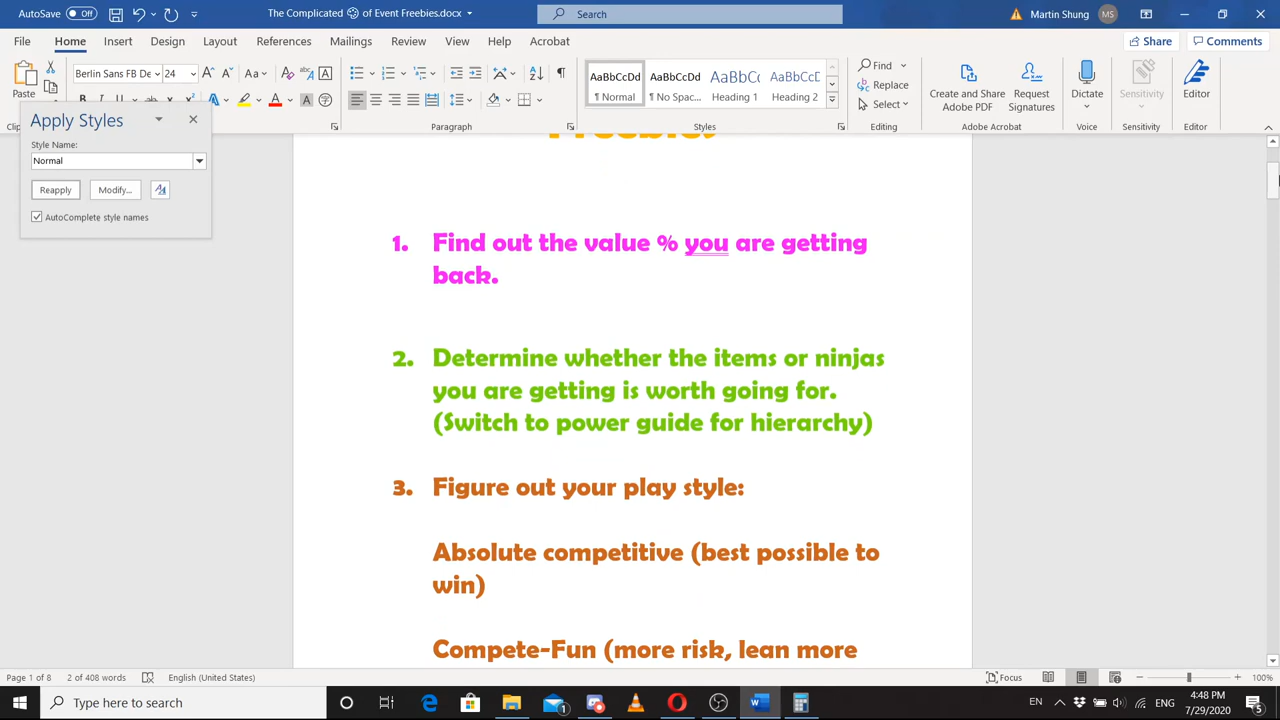 AutoSave Off
The Complicated of Event Freebies.docx
Search
Martin Shung MS
File Home Insert Draw Design Layout References Mailings Review View Help Acrobat
Share Comments
Paste
Berlin Sans FB De 24
AaBbCcDd AaBbCcDd AaBbCc AaBbCcD
¶ Normal ¶ No Spac... Heading 1 Heading 2
Find
Replace
Select
Create and Share Adobe PDF
Request Signatures
Dictate
Sensitivity
Editor
Paragraph Styles Editing Adobe Acrobat Voice Sensitivity Editor
Apply Styles
Style Name:
Normal
Reapply Modify...
AutoComplete style names
1. Find out the value % you are getting
back.
2. Determine whether the items or ninjas
you are getting is worth going for.
(Switch to power guide for hierarchy)
3. Figure out your play style:
Absolute competitive (best possible to
win)
Compete-Fun (more risk, lean more
Page 1 of 8 2 of 408 words English (United States) Focus 100%
Type here to search
EN 4:48 PM
7/29/2020